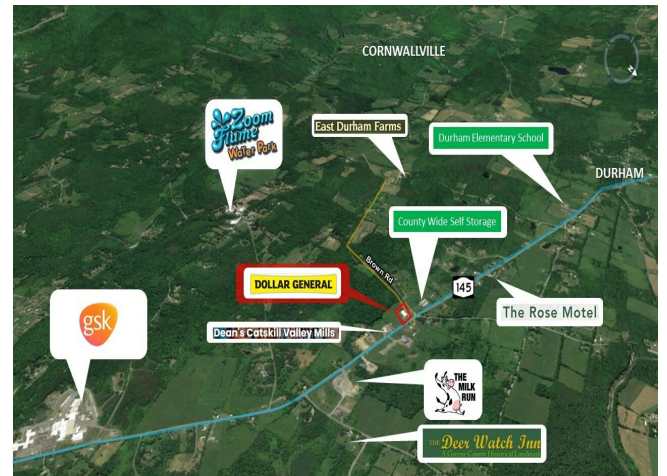 CORNWALLVILLE
Zoom
Flume
Water Park
East Durham Farms
Durham Elementary School
DURHAM
County Wide Self Storage
Brown Rd
DOLLAR GENERAL
145
The Rose Motel
gsk
Dean's Catskill Valley Mills
THE
MILK
RUN
THE Deer Watch Inn
A Greene County Historical Landmark
N